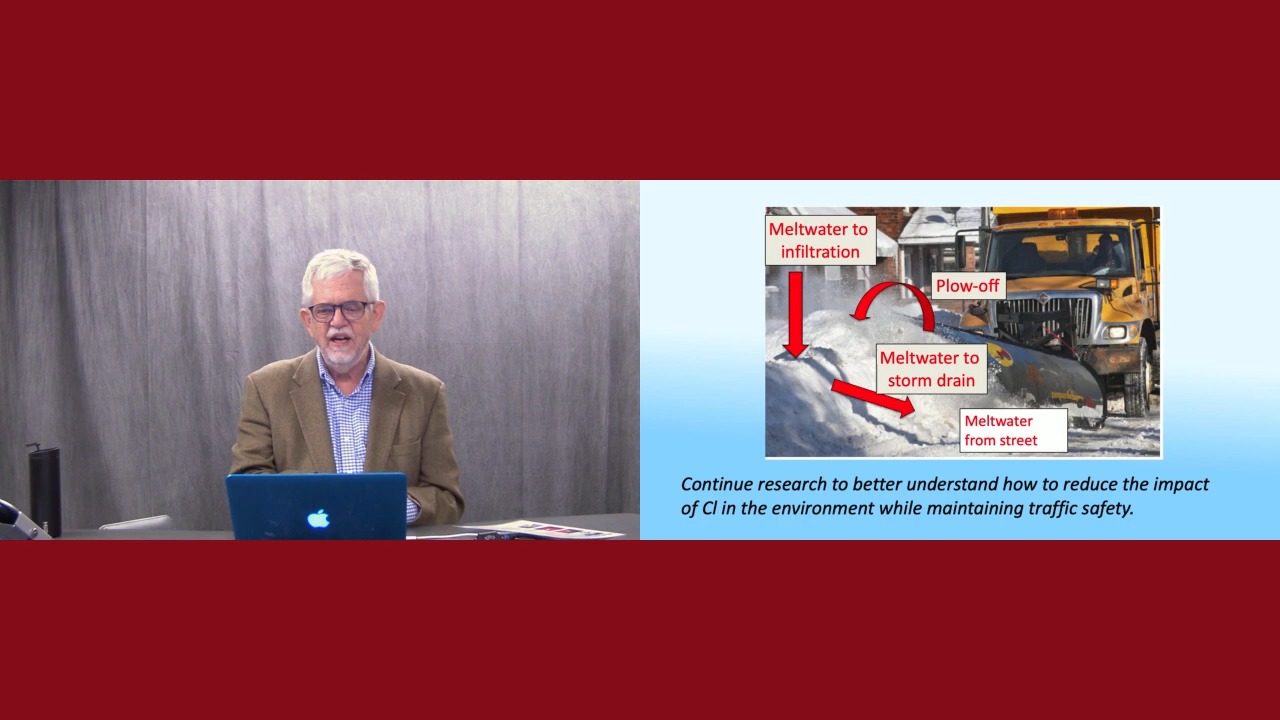 Meltwater to
infiltration
Plow-off
Meltwater to
storm drain
Meltwater
from street
Continue research to better understand how to reduce the impact
of Cl in the environment while maintaining traffic safety.